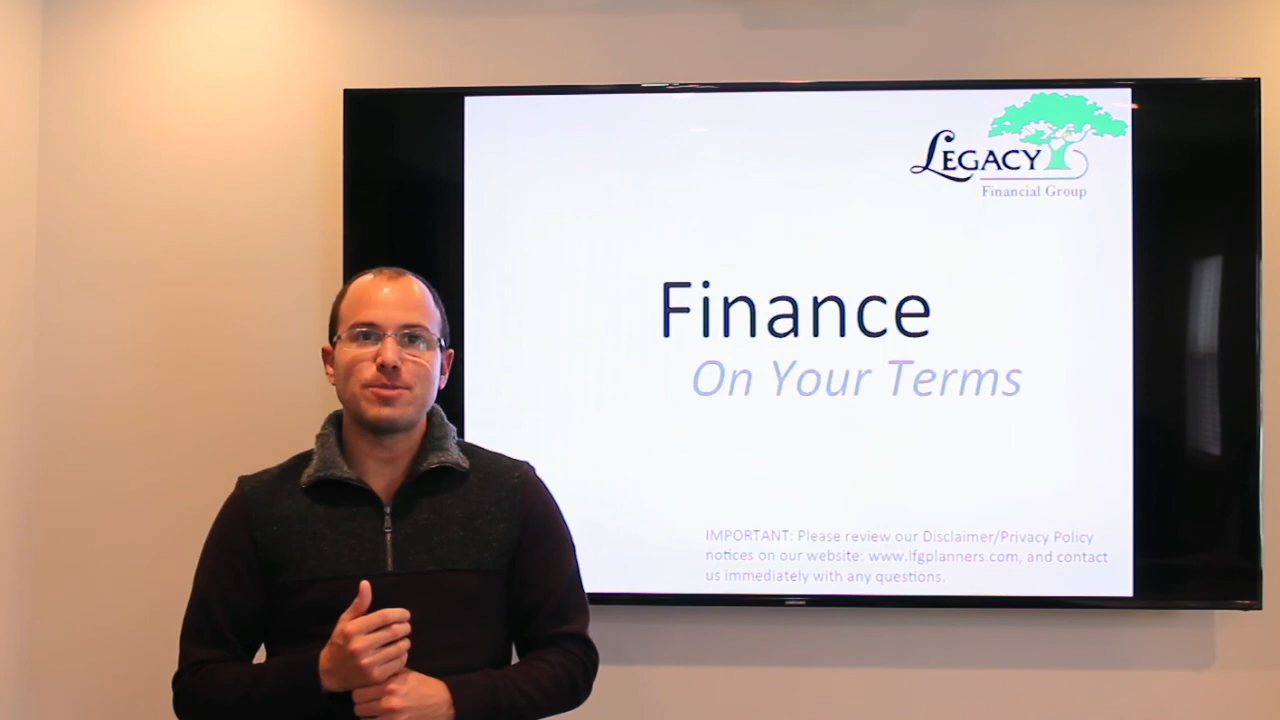 LEGACY
Financial Group
Finance
On Your Terms
IMPORTANT: Please review our Disclaimer/Privacy Policy
notices on our website: www.lfgplanners.com, and contact
us immediately with any questions.